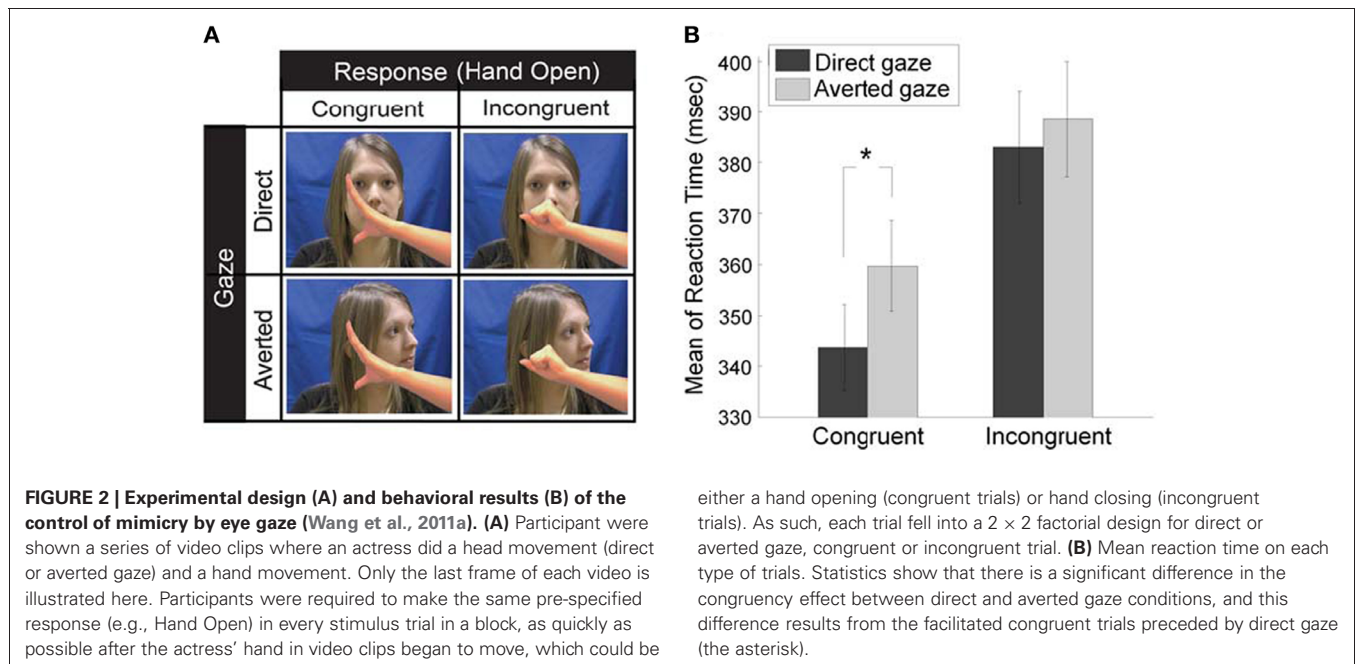 A
Response (Hand Open)
Congruent Incongruent
Gaze
Direct
Averted
B
Mean of Reaction Time (msec)
400
390
380
370
360
350
340
330
Direct gaze
Averted gaze
*
Congruent Incongruent
FIGURE 2 | Experimental design (A) and behavioral results (B) of the
control of mimicry by eye gaze (Wang et al., 2011a). (A) Participant were
shown a series of video clips where an actress did a head movement (direct
or averted gaze) and a hand movement. Only the last frame of each video is
illustrated here. Participants were required to make the same pre-specified
response (e.g., Hand Open) in every stimulus trial in a block, as quickly as
possible after the actress' hand in video clips began to move, which could be
either a hand opening (congruent trials) or hand closing (incongruent
trials). As such, each trial fell into a 2 × 2 factorial design for direct or
averted gaze, congruent or incongruent trial. (B) Mean reaction time on each
type of trials. Statistics show that there is a significant difference in the
congruency effect between direct and averted gaze conditions, and this
difference results from the facilitated congruent trials preceded by direct gaze
(the asterisk).